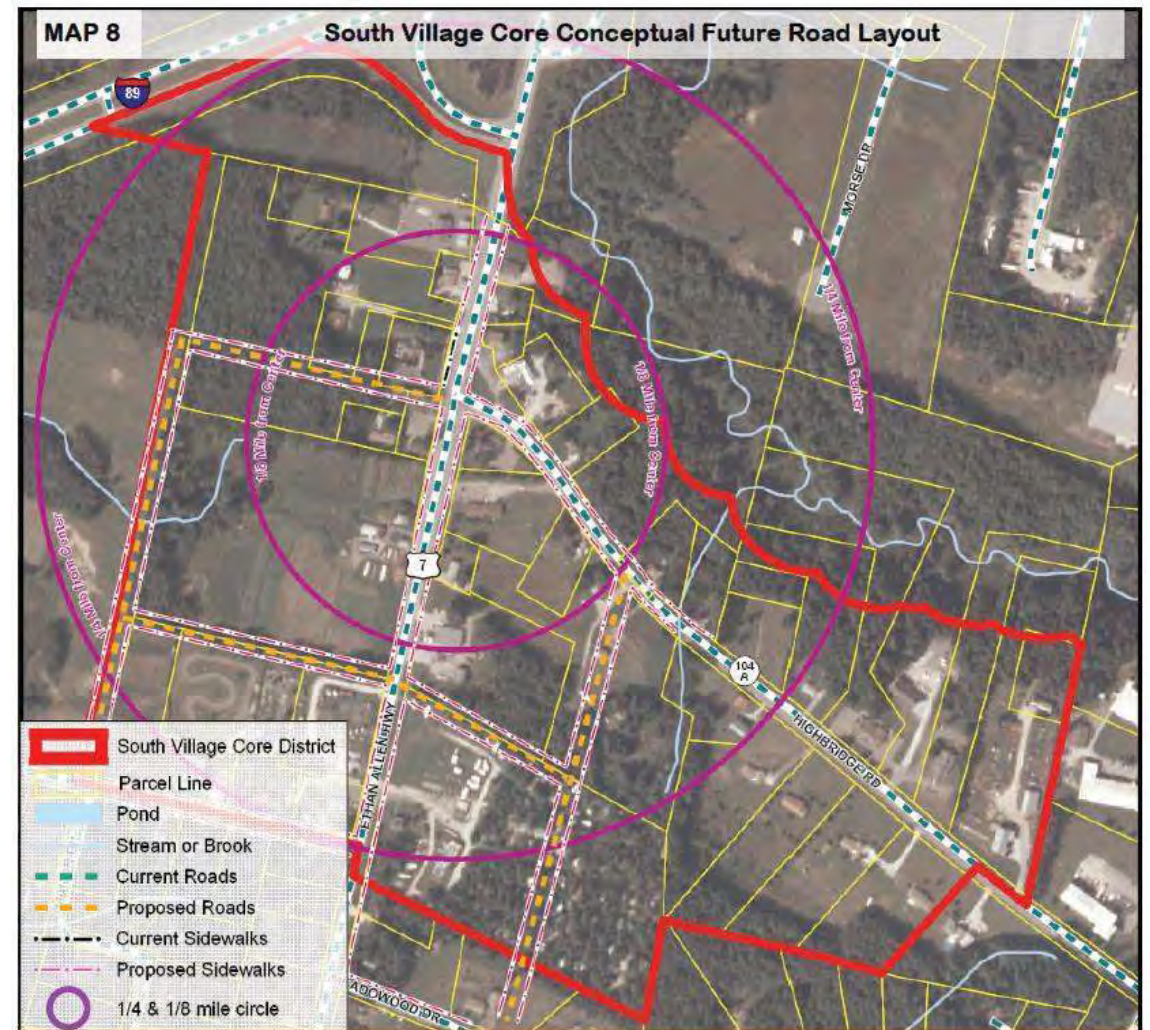 MAP 8
South Village Core Conceptual Future Road Layout
89
MORSE DR
1/4 Mile from Center
1/8 Mile from Center
1/8 Mile from Center
1/4 Mile from Center
7
104
A
HIGHBRIDGE RD
ETHAN ALLEN HWY
ADOWOOD DR
South Village Core District
Parcel Line
Pond
Stream or Brook
Current Roads
Proposed Roads
Current Sidewalks
Proposed Sidewalks
1/4 & 1/8 mile circle